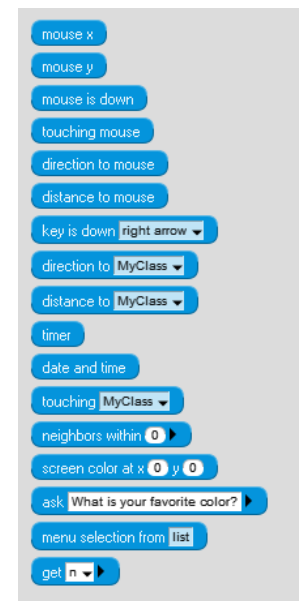 mouse x
mouse y
mouse is down
touching mouse
direction to mouse
distance to mouse
key is down right arrow
direction to MyClass
distance to MyClass
timer
date and time
touching MyClass
neighbors within 0
screen color at x 0 y 0
ask What is your favorite color?
menu selection from list
get n